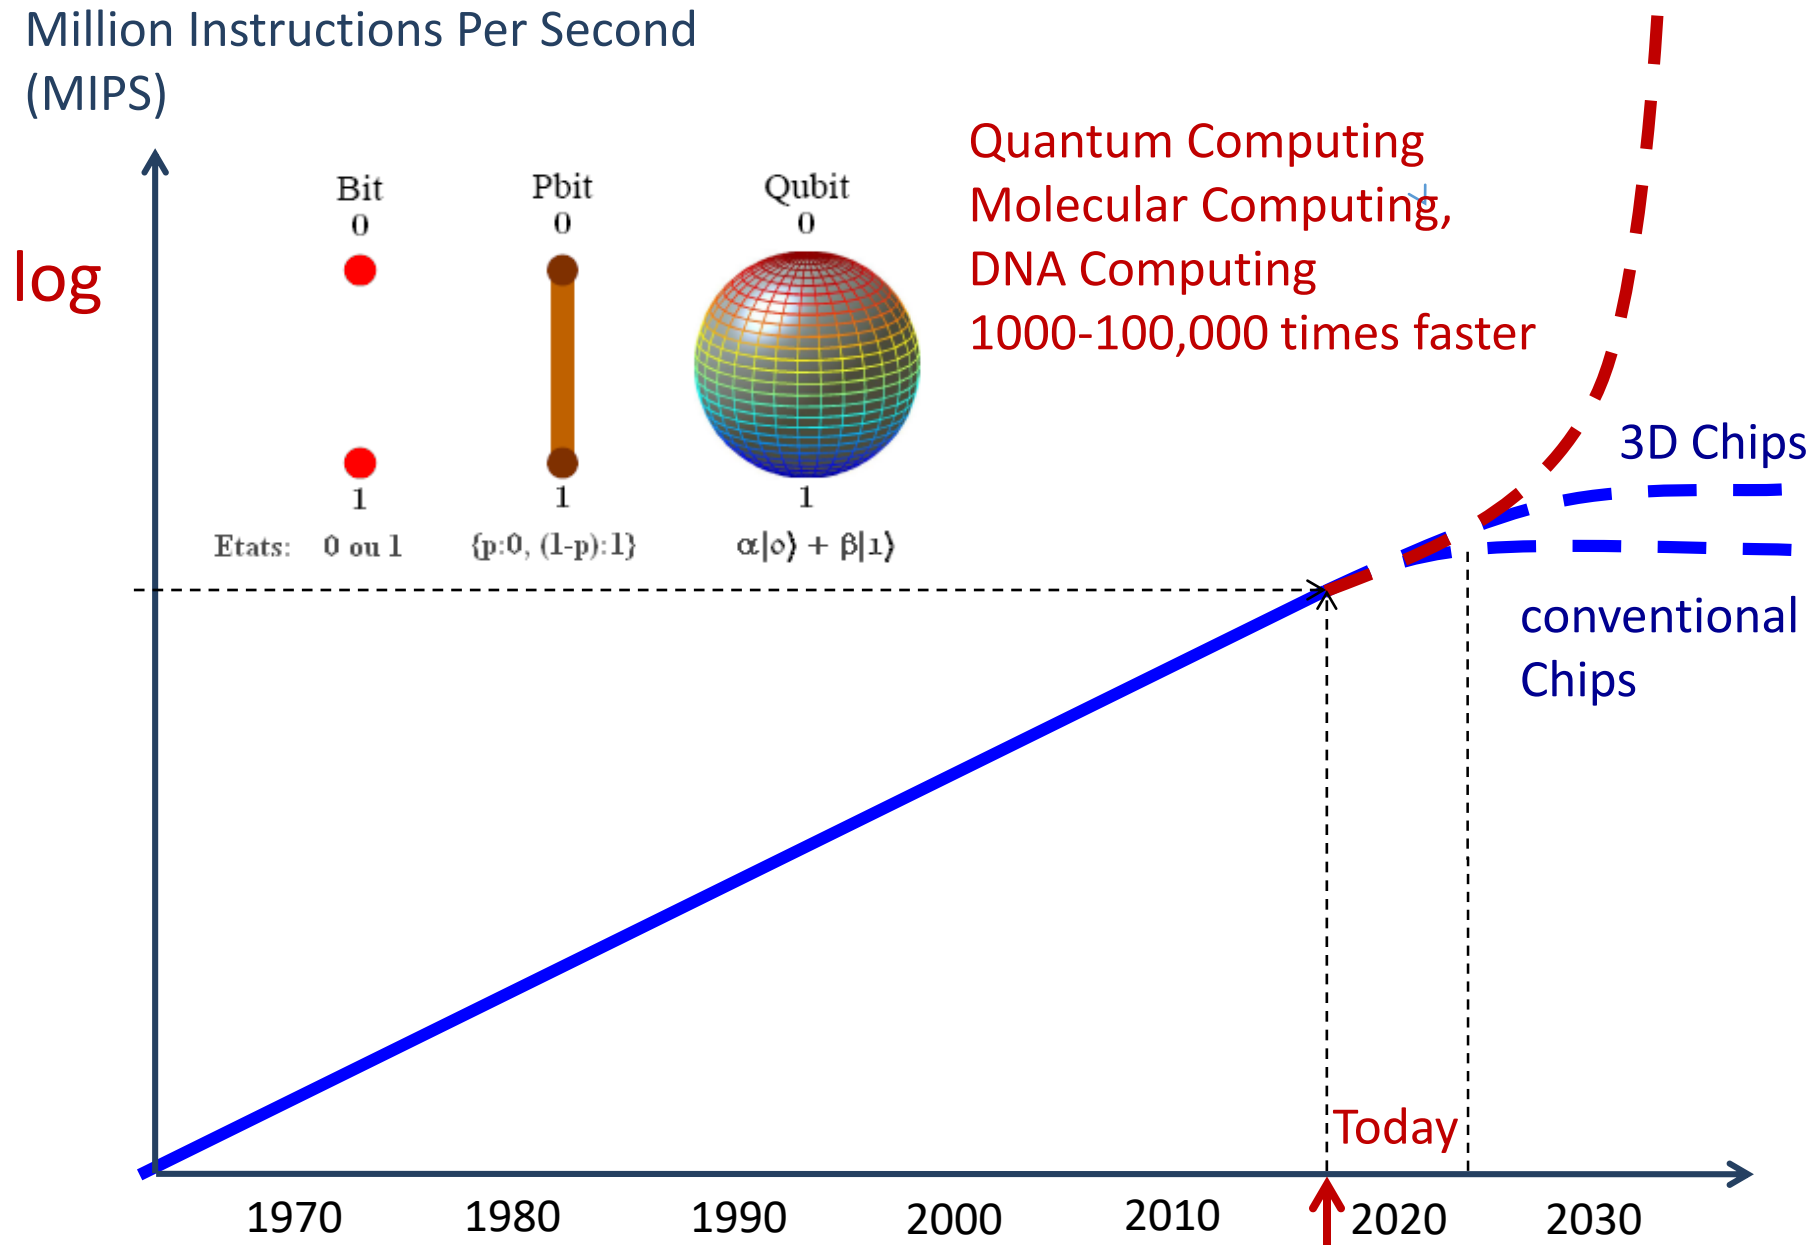 Million Instructions Per Second
(MIPS)
log
Bit
0
1
Pbit
0
1
Qubit
0
1
Etats: 0 ou 1
{p:0, (1-p):1}
α|0⟩ + β|1⟩
Quantum Computing
Molecular Computing,
DNA Computing
1000-100,000 times faster
3D Chips
conventional
Chips
Today
1970 1980 1990 2000 2010 2020 2030